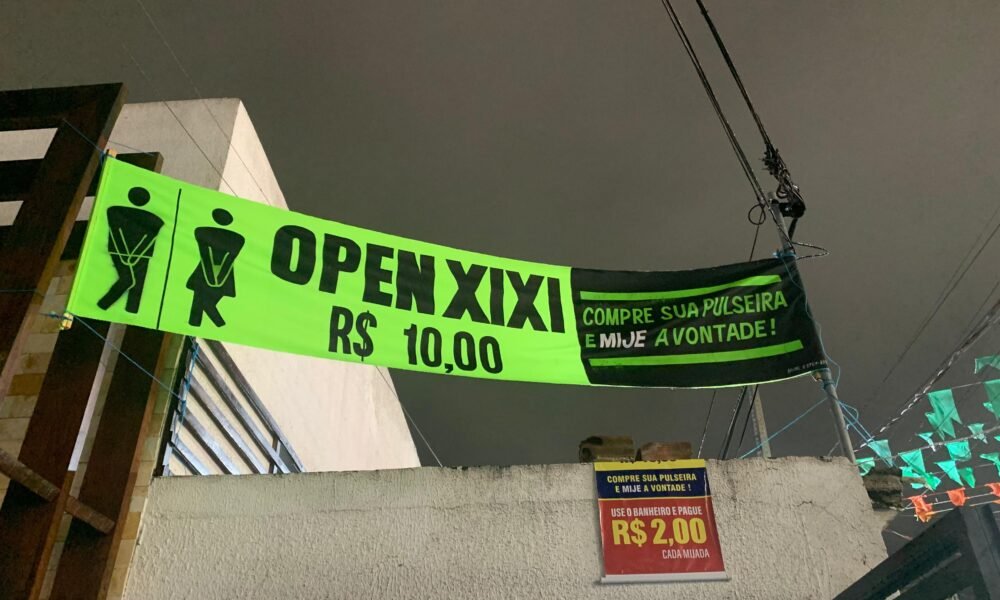 OPEN XIXI
R$ 10,00
COMPRE SUA PULSEIRA
E MIJE A VONTADE!
COMPRE SUA PULSEIRA
E MIJE A VONTADE!
USE O BANHEIRO E PAGUE
R$ 2,00
CADA MIJADA